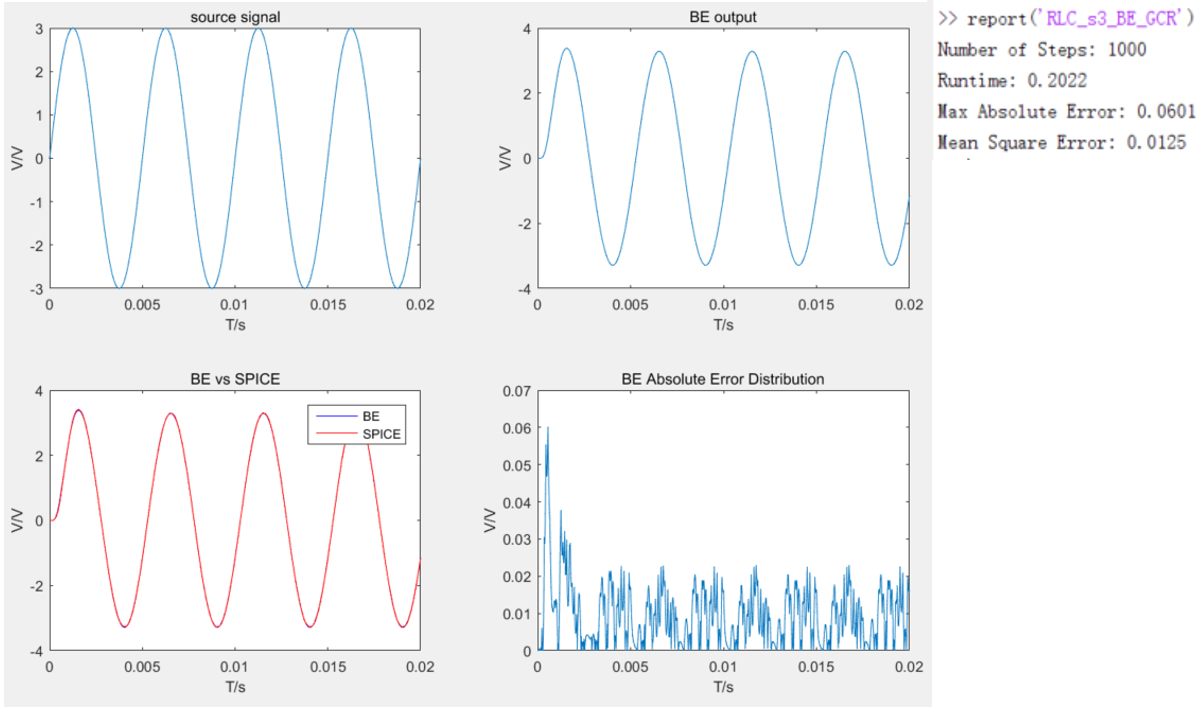 source signal
3
2
1
0
-1
-2
-3
V/V
0
0.005
0.01
0.015
0.02
T/s
BE output
4
2
0
-2
-4
V/V
0
0.005
0.01
0.015
0.02
T/s
>> report('RLC_s3_BE_GCR')
Number of Steps: 1000
Runtime: 0.2022
Max Absolute Error: 0.0601
Mean Square Error: 0.0125
BE vs SPICE
4
2
0
-2
-4
V/V
BE
SPICE
0
0.005
0.01
0.015
0.02
T/s
BE Absolute Error Distribution
0.07
0.06
0.05
0.04
0.03
0.02
0.01
0
V/V
0
0.005
0.01
0.015
0.02
T/s